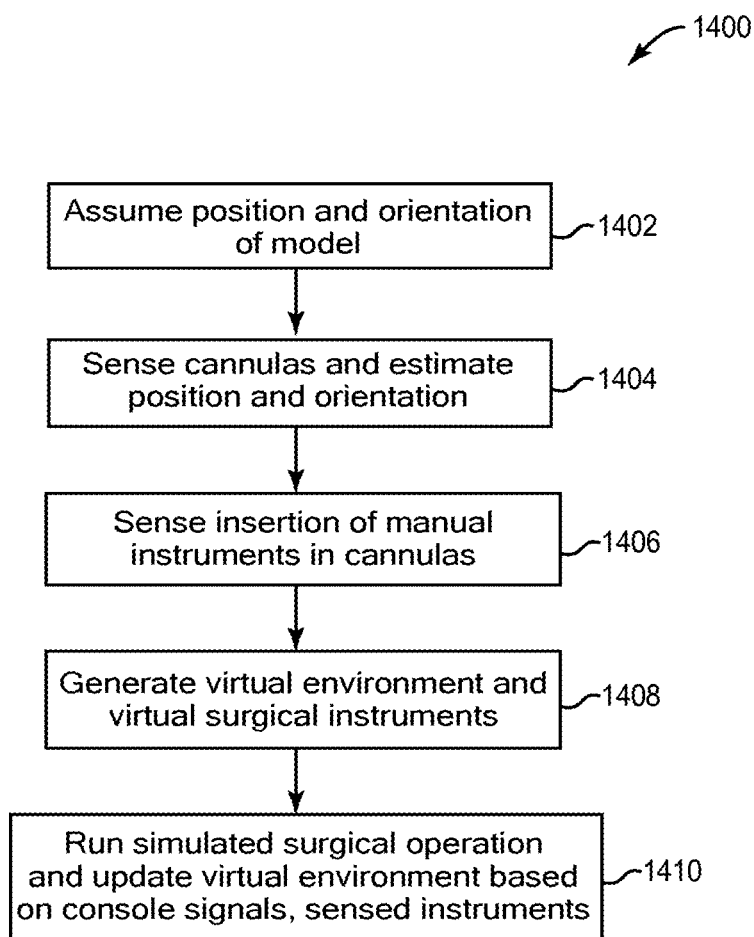 1400
Assume position and orientation
of model
1402
Sense cannulas and estimate
position and orientation
1404
Sense insertion of manual
instruments in cannulas
1406
Generate virtual environment and
virtual surgical instruments
1408
Run simulated surgical operation
and update virtual environment based
on console signals, sensed instruments
1410